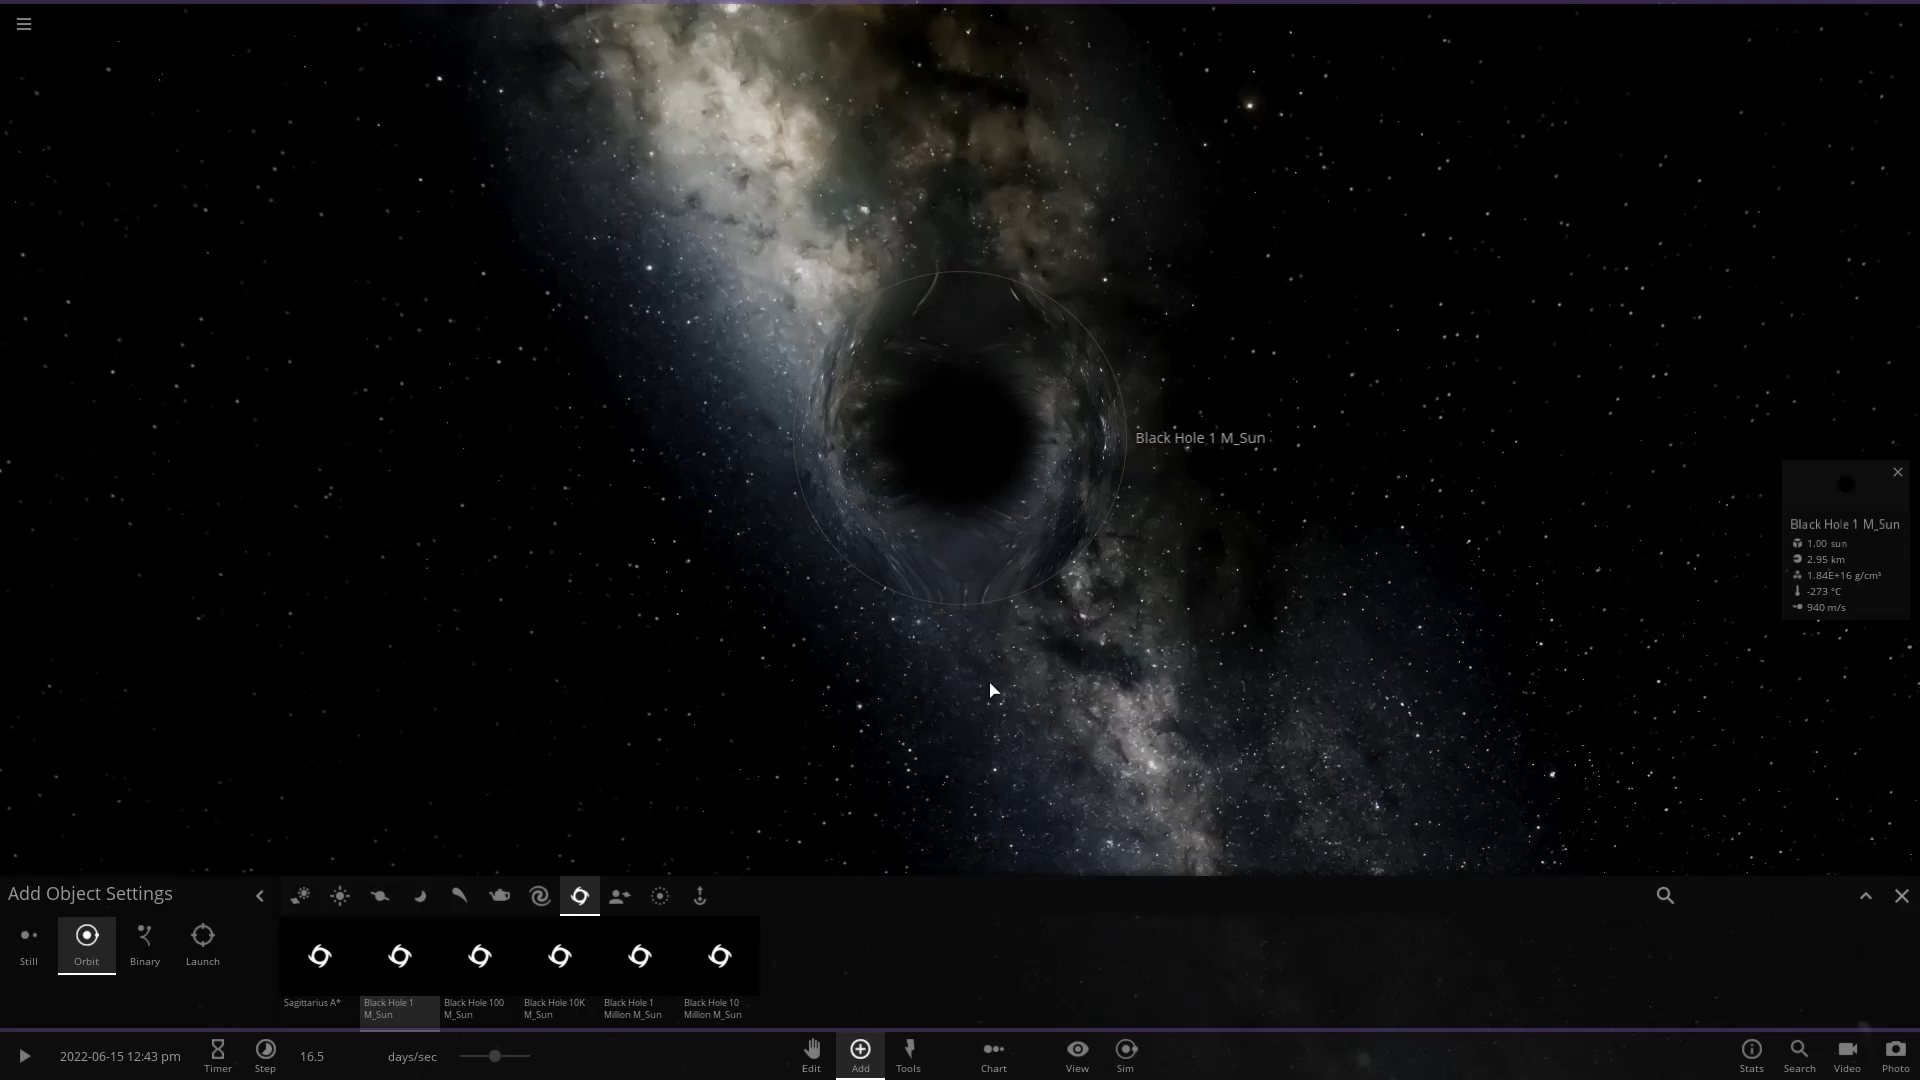 Black Hole 1 M_Sun
Black Hole 1 M_Sun
1.00 sun
2.95 km
1.84E+16 g/cm³
-273 °C
940 m/s
Add Object Settings
Still
Orbit
Binary
Launch
Sagittarius A*
Black Hole 1
M_Sun
Black Hole 100
M_Sun
Black Hole 10K
M_Sun
Black Hole 1
Million M_Sun
Black Hole 10
Million M_Sun
2022-06-15 12:43 pm
Timer
Step
16.5
days/sec
Edit
Add
Tools
Chart
View
Sim
Stats
Search
Video
Photo